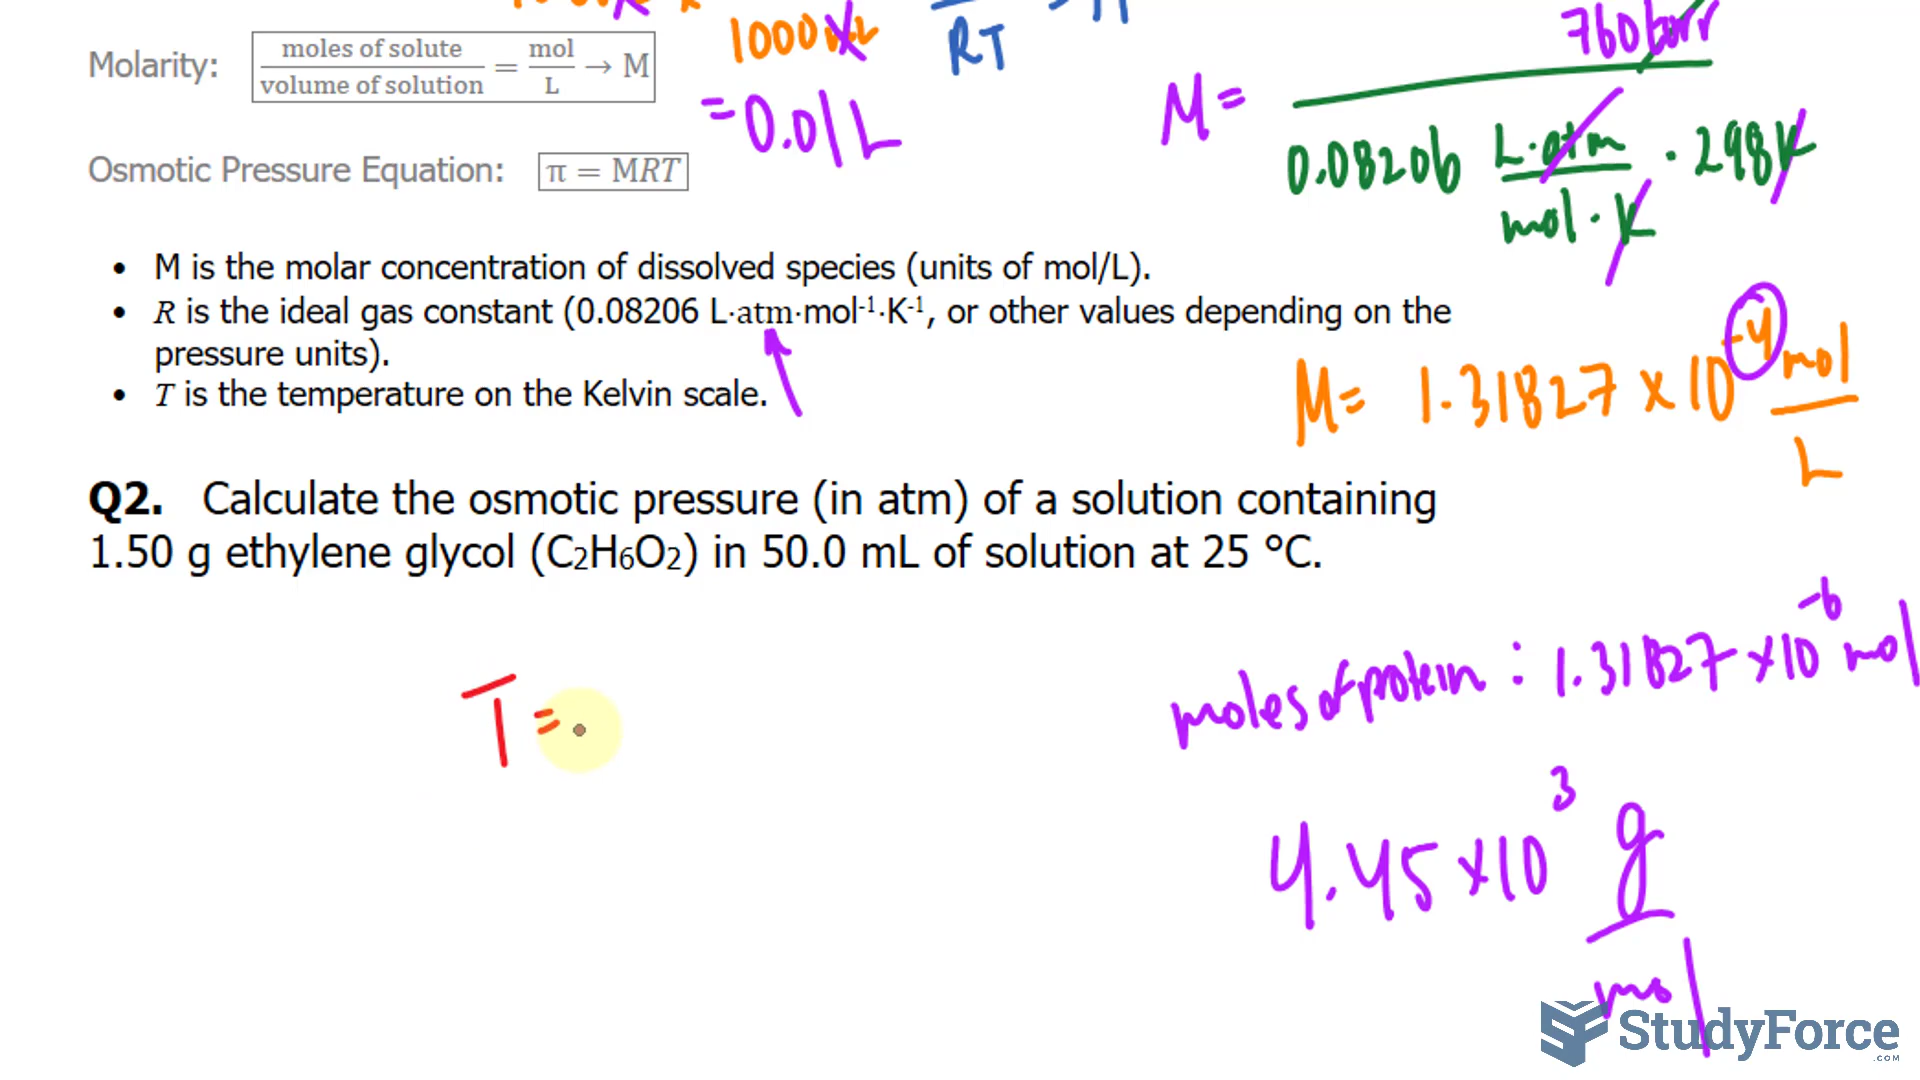 1000 mL
RT
760 torr
Molarity: moles of solute / volume of solution = mol / L → M
= 0.01 L
M =
0.08206 L·atm / mol·K · 298K
Osmotic Pressure Equation: π = MRT
• M is the molar concentration of dissolved species (units of mol/L).
• R is the ideal gas constant (0.08206 L·atm·mol-1·K-1, or other values depending on the
pressure units).
• T is the temperature on the Kelvin scale.
M = 1.31827 x 10-4 mol / L
Q2. Calculate the osmotic pressure (in atm) of a solution containing
1.50 g ethylene glycol (C2H6O2) in 50.0 mL of solution at 25 °C.
T =
moles of protein : 1.31827 x 10-6 mol
4.45 x 10 3 g / mol
StudyForce
.COM